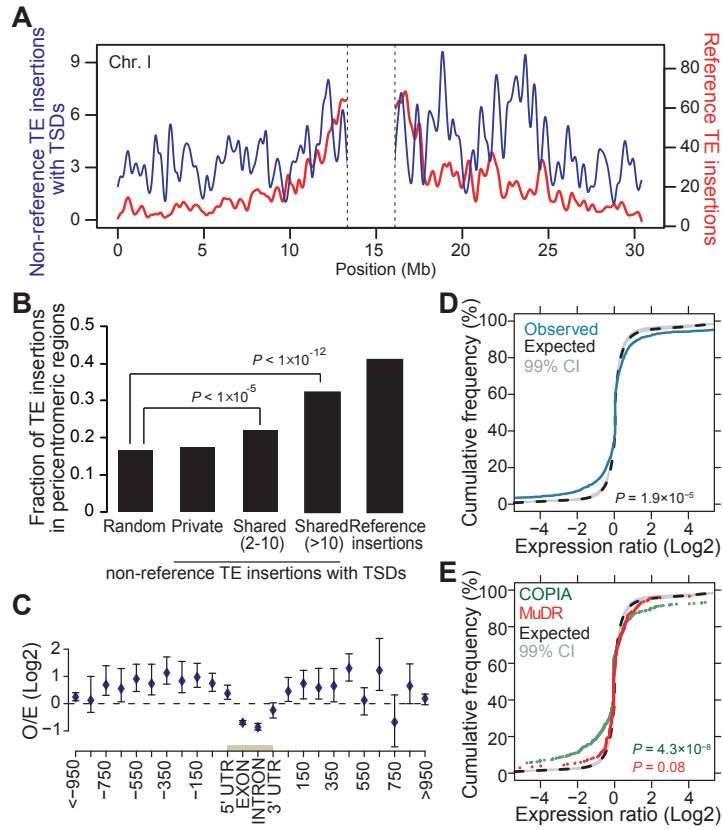 A
Chr. I
Non-reference TE insertions
with TSDs
9
6
3
0
80
60
40
20
0
Reference TE insertions
0
5
10
15
20
25
30
Position (Mb)
B
Fraction of TE insertions
in pericentromeric regions
0.5
0.4
0.3
0.2
0.1
0
P < 1×10⁻¹²
P < 1×10⁻⁵
Random
Private
Shared
(2-10)
Shared
(>10)
Reference
insertions
non-reference TE insertions with TSDs
C
O/E (Log2)
2
1
0
−1
<−950
−750
−550
−350
−150
5' UTR
EXON
INTRON
3' UTR
150
350
550
750
>950
D
Cumulative frequency (%)
100
80
60
40
20
0
Observed
Expected
99% CI
P = 1.9×10⁻⁵
−4
−2
0
2
4
Expression ratio (Log2)
E
Cumulative frequency (%)
100
80
60
40
20
0
COPIA
MuDR
Expected
99% CI
P = 4.3×10⁻⁸
P = 0.08
−4
−2
0
2
4
Expression ratio (Log2)